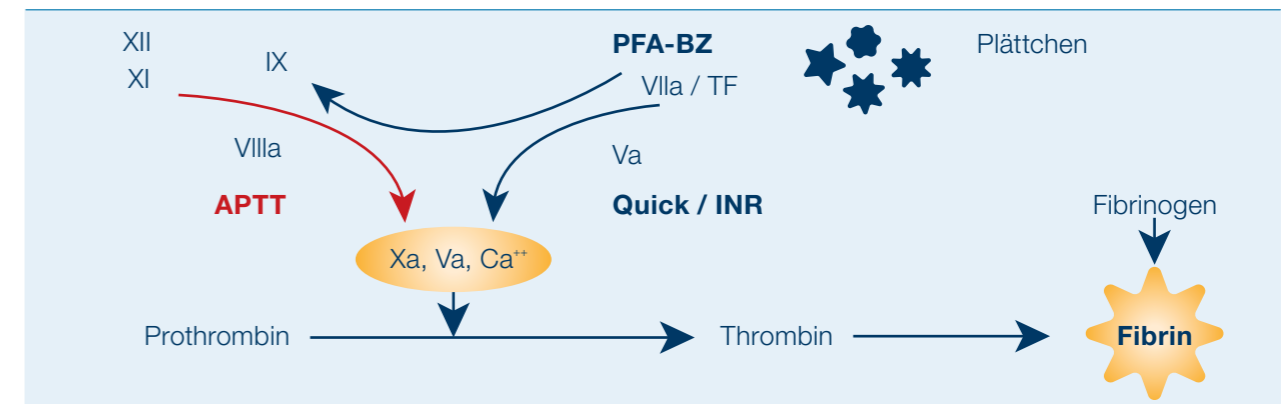 XII
XI
IX
VIIIa
APTT
PFA-BZ
VIIa / TF
Va
Quick / INR
Plättchen
Xa, Va, Ca⁺⁺
Fibrinogen
Prothrombin
Thrombin
Fibrin